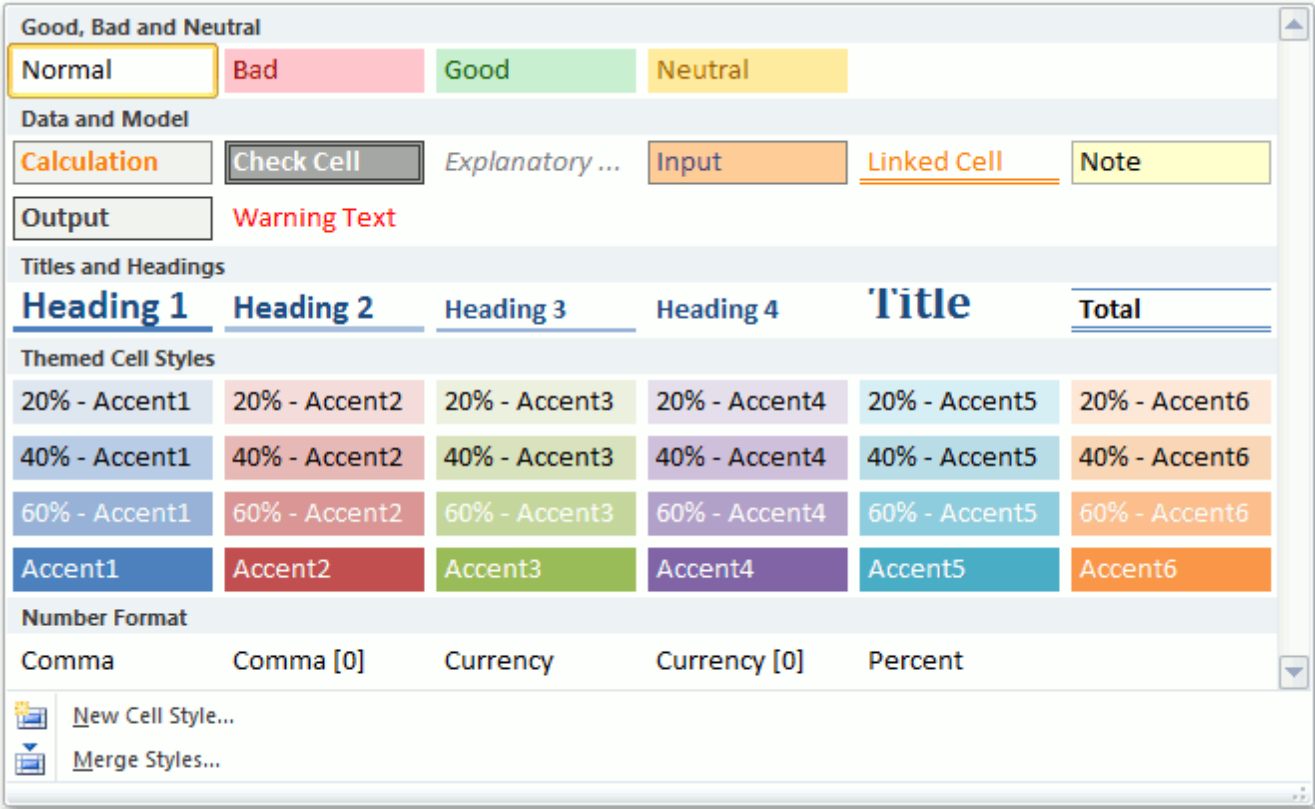 Good, Bad and Neutral
Normal Bad Good Neutral
Data and Model
Calculation Check Cell Explanatory ... Input Linked Cell Note
Output Warning Text
Titles and Headings
Heading 1 Heading 2 Heading 3 Heading 4 Title Total
Themed Cell Styles
20% - Accent1 20% - Accent2 20% - Accent3 20% - Accent4 20% - Accent5 20% - Accent6
40% - Accent1 40% - Accent2 40% - Accent3 40% - Accent4 40% - Accent5 40% - Accent6
60% - Accent1 60% - Accent2 60% - Accent3 60% - Accent4 60% - Accent5 60% - Accent6
Accent1 Accent2 Accent3 Accent4 Accent5 Accent6
Number Format
Comma Comma [0] Currency Currency [0] Percent
New Cell Style...
Merge Styles...